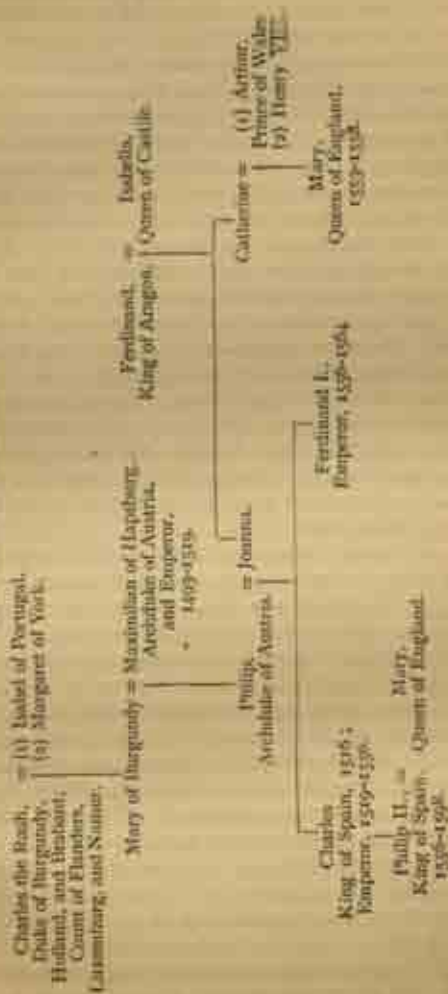 Charles the Rash,
Duke of Burgundy,
Holland, and Brabant;
Count of Flanders,
Luxemburg, and Namur.
= (1) Isabel of Portugal.
(2) Margaret of York.
Mary of Burgundy = Maximilian of Hapsberg,
Archduke of Austria,
and Emperor,
1493-1519.
Ferdinand,
King of Aragon.
=
Isabella,
Queen of Castile.
Philip,
Archduke of Austria.
= Joanna.
Catherine =
(1) Arthur,
Prince of Wales
(2) Henry VIII.
Charles
King of Spain, 1516;
Emperor, 1519-1556.
Ferdinand I.,
Emperor, 1556-1564.
Mary,
Queen of England,
1553-1558.
Philip II., =
King of Spain.
1556-1598.
Mary,
Queen of England.